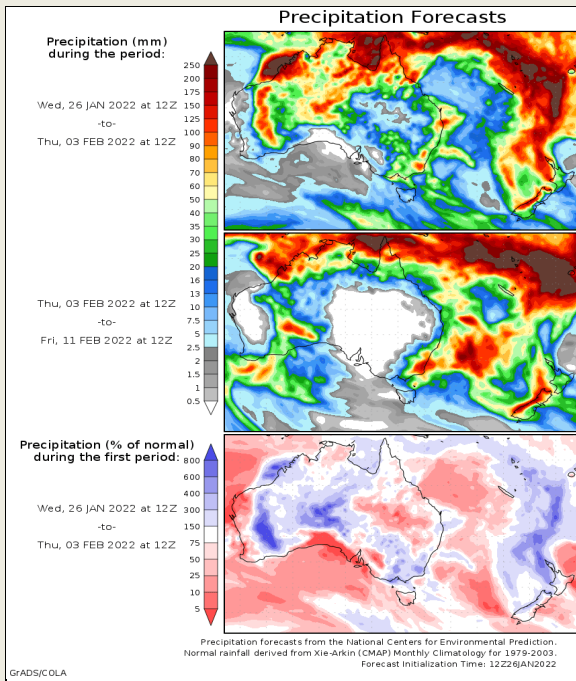 Precipitation Forecasts
Precipitation (mm)
during the period:
Wed, 26 JAN 2022 at 12Z
-to-
Thu, 03 FEB 2022 at 12Z
250
200
175
150
125
100
90
80
70
60
50
40
35
30
25
20
16
13
10
7.5
5
2.5
2
1.5
1
0.5
Thu, 03 FEB 2022 at 12Z
-to-
Fri, 11 FEB 2022 at 12Z
Precipitation (% of normal)
during the first period:
Wed, 26 JAN 2022 at 12Z
-to-
Thu, 03 FEB 2022 at 12Z
800
600
400
300
150
75
50
25
10
5
Precipitation forecasts from the National Centers for Environmental Prediction.
Normal rainfall derived from Xie-Arkin (CMAP) Monthly Climatology for 1979-2003.
Forecast Initialization Time: 12Z26JAN2022
GrADS/COLA